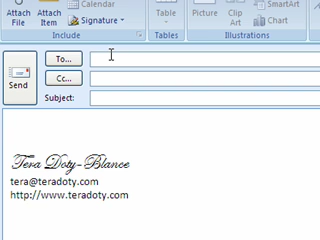 Calendar
SmartArt
Attach File
Attach Item
Signature
Table
Picture
Clip Art
Chart
Include
Tables
Illustrations
To...
Cc...
Send
Subject:
Tera Doty-Blance
tera@teradoty.com
http://www.teradoty.com